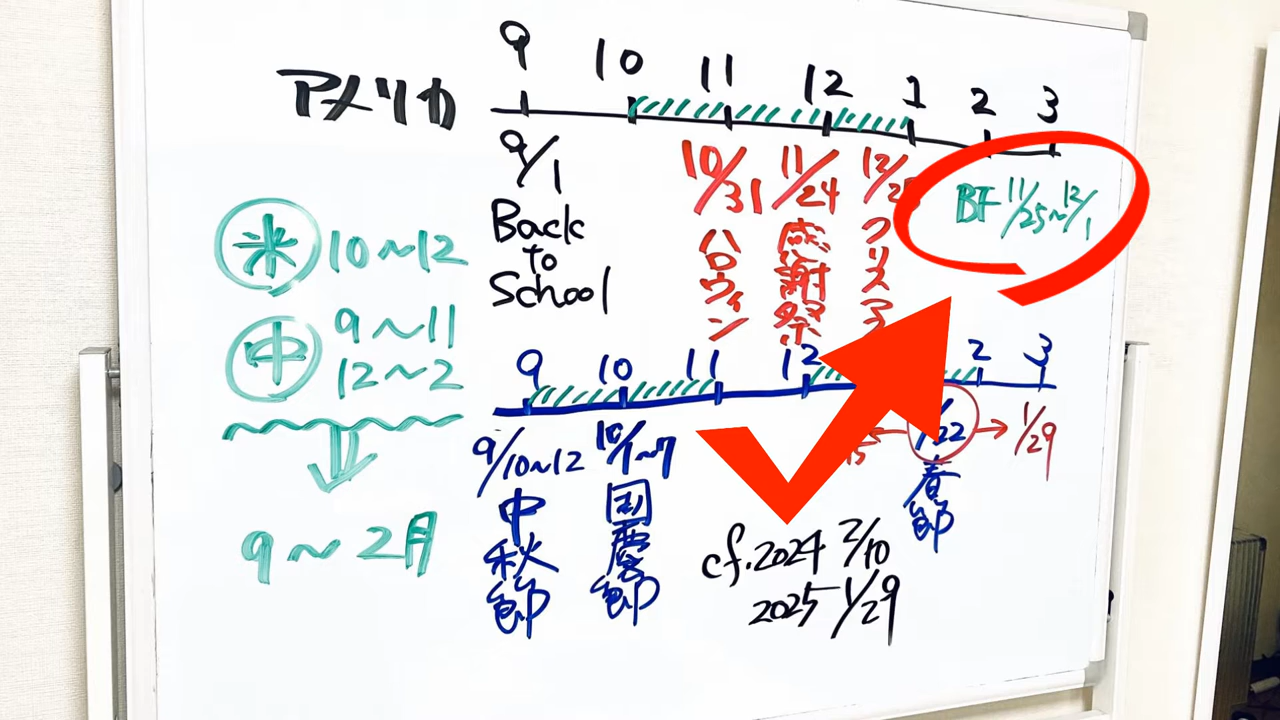 9 10 11 12 1 2 3
アメリカ
9/1
Back
to
School
10/31
ハロウィン
11/24
感謝祭
12/2
クリスマ
BF 11/25~12/1
米 10~12
中 9~11
12~2
9~2月
9 10 11 12 2 3
9/10~12
中秋節
10/1~7
国慶節
1/22
春節
1/29
cf.2024 2/10
2025 1/29